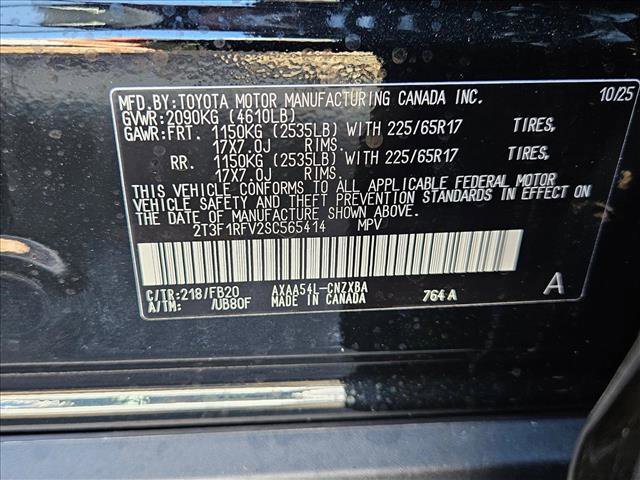 MFD.BY:TOYOTA MOTOR MANUFACTURING CANADA INC. 10/25
GVWR:2090KG (4610LB)
GAWR:FRT. 1150KG (2535LB) WITH 225/65R17 TIRES,
17X7.0J RIMS.
RR. 1150KG (2535LB) WITH 225/65R17 TIRES,
17X7.0J RIMS.
THIS VEHICLE CONFORMS TO ALL APPLICABLE FEDERAL MOTOR
VEHICLE SAFETY AND THEFT PREVENTION STANDARDS IN EFFECT ON
THE DATE OF MANUFACTURE SHOWN ABOVE.
2T3F1RFV2SC565414 MPV
C/TR:218/FB20 AXAA54L-CNZXBA
A/TM: /UB80F MADE IN CANADA 764A A